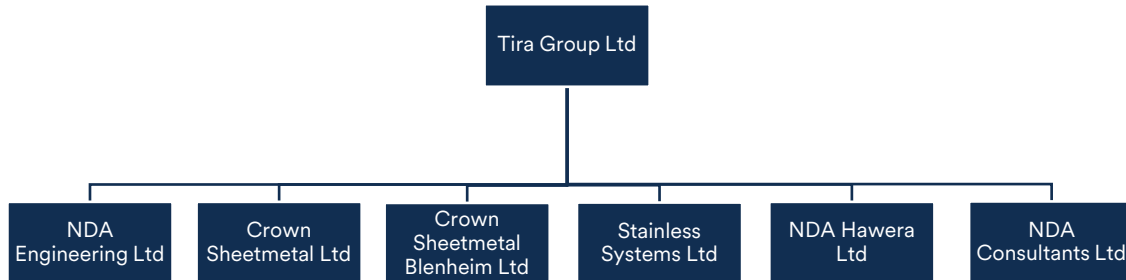 Tira Group Ltd
NDA
Engineering Ltd
Crown
Sheetmetal Ltd
Crown
Sheetmetal
Blenheim Ltd
Stainless
Systems Ltd
NDA Hawera
Ltd
NDA
Consultants Ltd